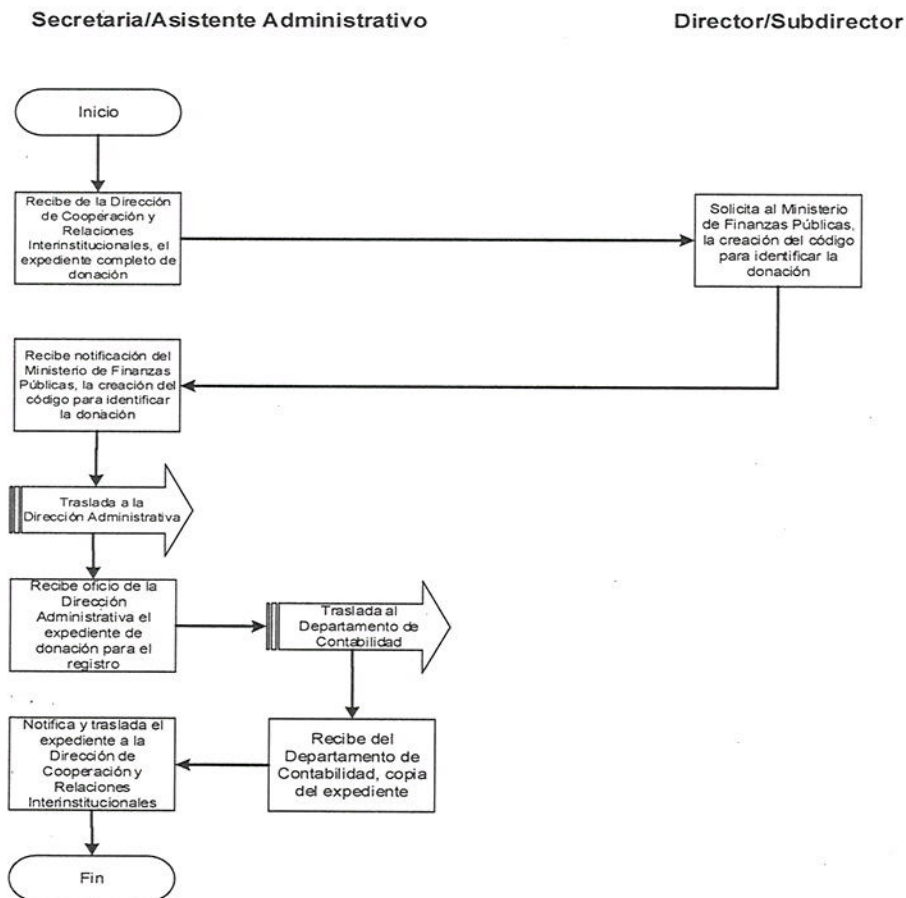 Secretaria/Asistente Administrativo
Director/Subdirector
Inicio
Recibe de la Dirección
de Cooperación y
Relaciones
Interinstitucionales, el
expediente completo de
donación
Solicita al Ministerio
de Finanzas Públicas,
la creación del código
para identificar la
donación
Recibe notificación del
Ministerio de Finanzas
Públicas, la creación del
código para identificar
la donación
Traslada a la
Dirección Administrativa
Recibe oficio de la
Dirección
Administrativa el
expediente de
donación para el
registro
Traslada al
Departamento de
Contabilidad
Recibe del
Departamento de
Contabilidad, copia
del expediente
Notifica y traslada el
expediente a la
Dirección de
Cooperación y
Relaciones
Interinstitucionales
Fin